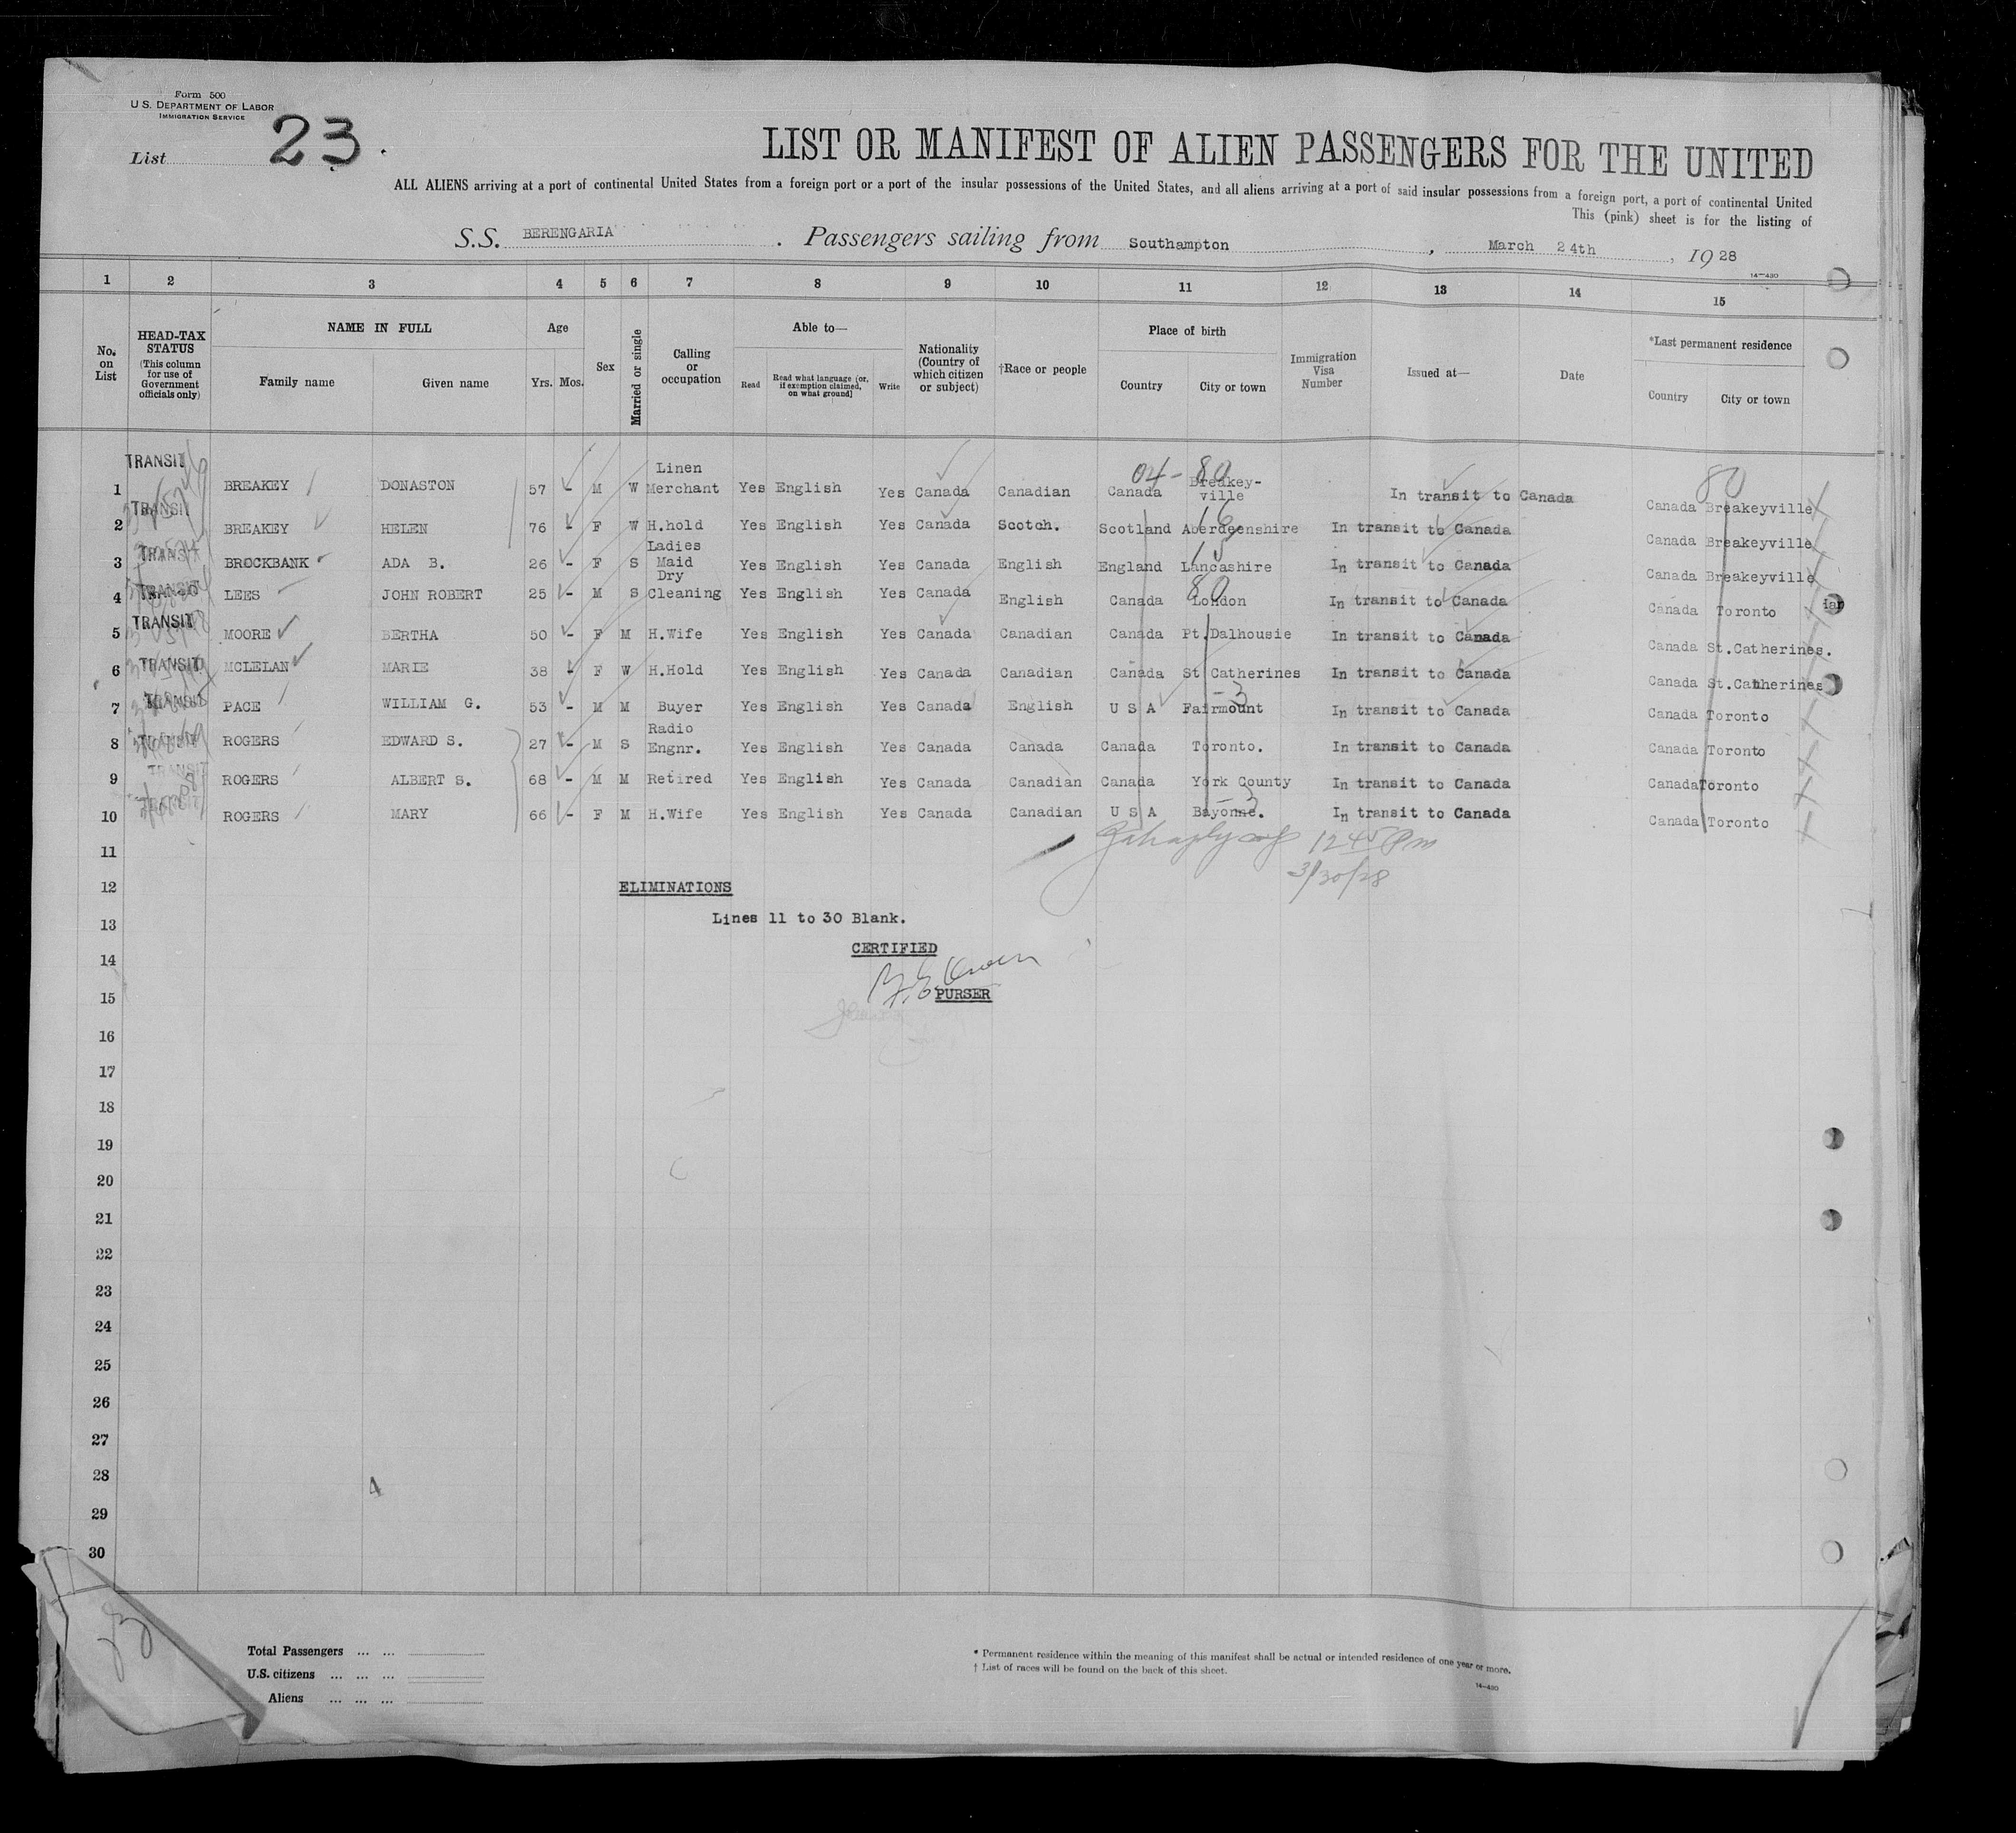 Form 500
U.S. DEPARTMENT OF LABOR
IMMIGRATION SERVICE
List 23.
LIST OR MANIFEST OF ALIEN PASSENGERS FOR THE UNITED
ALL ALIENS arriving at a port of continental United States from a foreign port or a port of the insular possessions of the United States, and all aliens arriving at a port of said insular possessions from a foreign port, a port of continental United
This (pink) sheet is for the listing of
S.S. BERENGARIA . Passengers sailing from Southampton, March 24th, 1928
14-430
1 2 3 4 5 6 7 8 9 10 11 12 13 14 15
No. on List
HEAD-TAX STATUS (This column for use of Government officials only)
NAME IN FULL
Family name Given name
Age
Yrs. Mos.
Sex
Married or single
Calling or occupation
Able to—
Read
Read what language [or, if exemption claimed, on what ground]
Write
Nationality (Country of which citizen or subject)
†Race or people
Place of birth
Country City or town
Immigration Visa Number
Issued at—
Date
*Last permanent residence
Country City or town
04- 80 80
1 TRANSIT BREAKEY DONASTON 57 - M W Linen Merchant Yes English Yes Canada Canadian Canada Breakey-ville In transit to Canada Canada Breakeyville
2 TRANSIT BREAKEY HELEN 76 - F W H.hold Yes English Yes Canada Scotch. Scotland Aberdeenshire In transit to Canada Canada Breakeyville
3 TRANSIT BROCKBANK ADA B. 26 - F S Ladies Maid Yes English Yes Canada English England Lancashire In transit to Canada Canada Breakeyville
4 TRANSIT LEES JOHN ROBERT 25 - M S Dry Cleaning Yes English Yes Canada English Canada London In transit to Canada Canada Toronto
5 TRANSIT MOORE BERTHA 50 - F M H.Wife Yes English Yes Canada Canadian Canada Pt.Dalhousie In transit to Canada Canada St.Catherines.
6 TRANSIT MCLELAN MARIE 38 - F W H.Hold Yes English Yes Canada Canadian Canada St Catherines In transit to Canada Canada St.Catherines
7 TRANSIT PACE WILLIAM G. 53 - M M Buyer Yes English Yes Canada English U S A Fairmount In transit to Canada Canada Toronto
8 TRANSIT ROGERS EDWARD S. 27 - M S Radio Engnr. Yes English Yes Canada Canada Canada Toronto. In transit to Canada Canada Toronto
9 TRANSIT ROGERS ALBERT S. 68 - M M Retired Yes English Yes Canada Canadian Canada York County In transit to Canada Canada Toronto
10 TRANSIT ROGERS MARY 66 - F M H.Wife Yes English Yes Canada Canadian U S A Bayonne. In transit to Canada Canada Toronto
11 12 45 Pm
3/30/28
12 ELIMINATIONS
13 Lines 11 to 30 Blank.
14 CERTIFIED
15 PURSER
16
17
18
19
20
21
22
23
24
25
26
27
28
29
30
23
Total Passengers ... ...
U.S. citizens ... ... ...
Aliens ... ... ...
* Permanent residence within the meaning of this manifest shall be actual or intended residence of one year or more.
† List of races will be found on the back of this sheet.
14-430